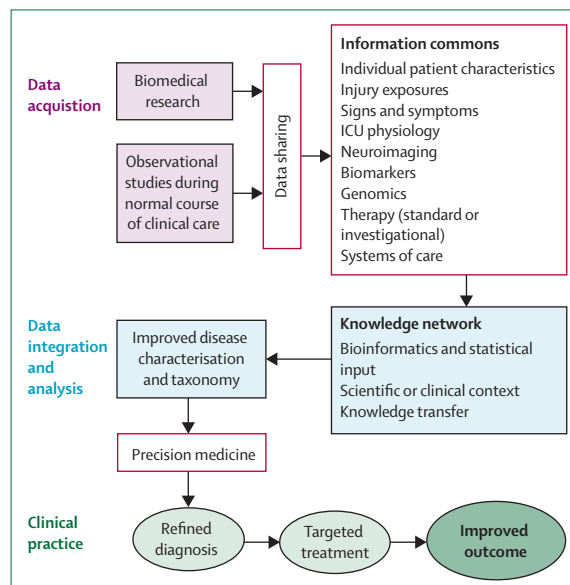 Data
acquistion
Biomedical
research
Observational
studies during
normal course
of clinical care
Data sharing
Information commons
Individual patient characteristics
Injury exposures
Signs and symptoms
ICU physiology
Neuroimaging
Biomarkers
Genomics
Therapy (standard or
investigational)
Systems of care
Data
integration
and
analysis
Improved disease
characterisation
and taxonomy
Knowledge network
Bioinformatics and statistical
input
Scientific or clinical context
Knowledge transfer
Precision medicine
Clinical
practice
Refined
diagnosis
Targeted
treatment
Improved
outcome